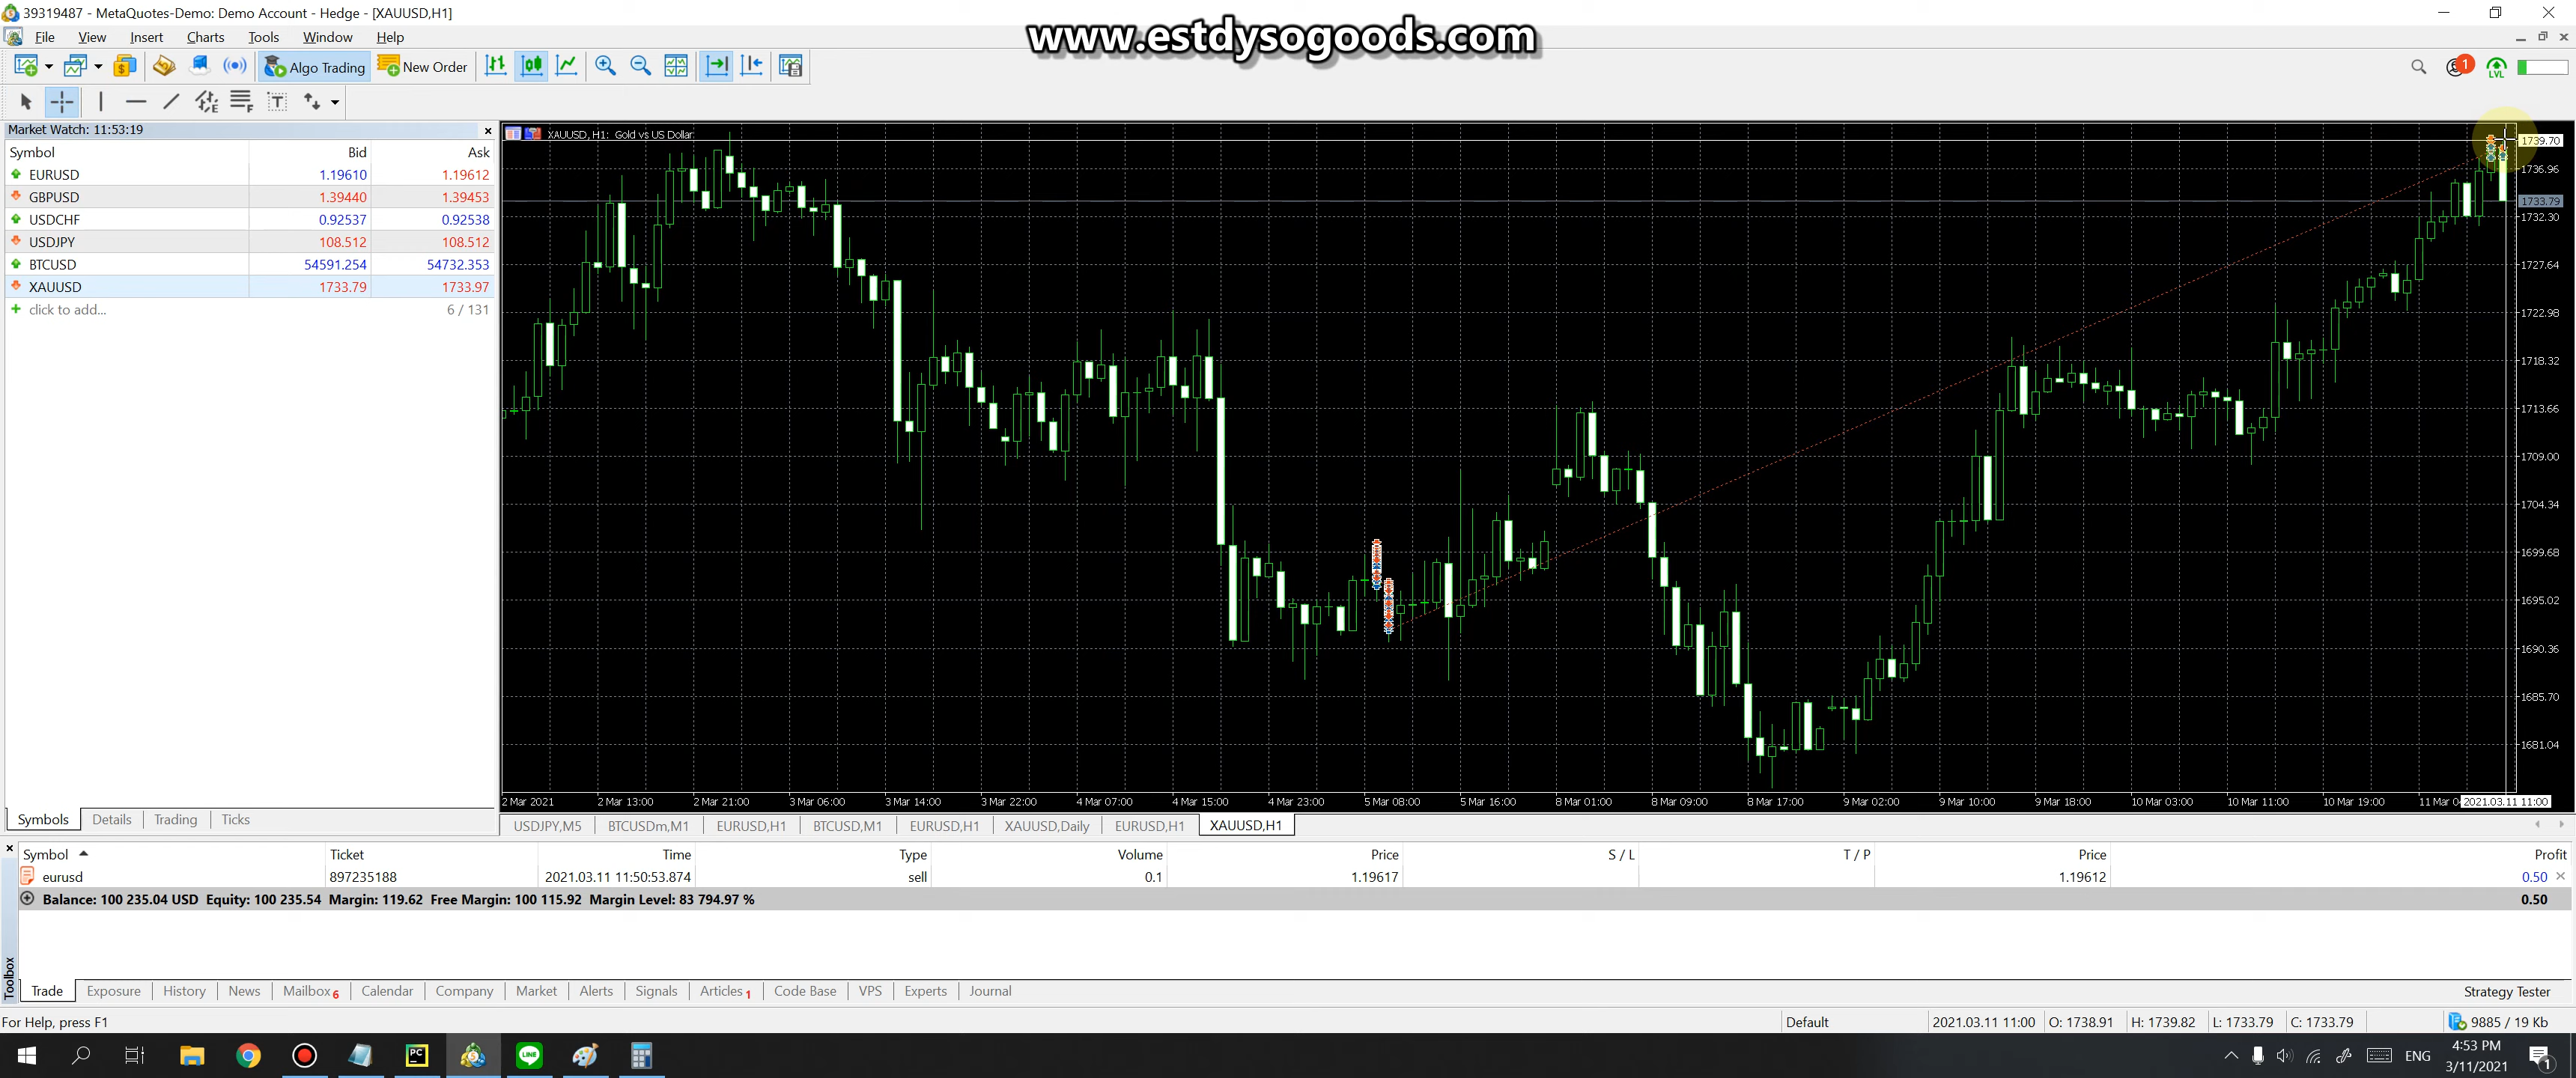 39319487 - MetaQuotes-Demo: Demo Account - Hedge - [XAUUSD,H1]
www.estdysogoods.com
File View Insert Charts Tools Window Help
Algo Trading New Order
1
LVL
Market Watch: 11:53:19
Symbol Bid Ask
EURUSD 1.19610 1.19612
GBPUSD 1.39440 1.39453
USDCHF 0.92537 0.92538
USDJPY 108.512 108.512
BTCUSD 54591.254 54732.353
XAUUSD 1733.79 1733.97
click to add... 6 / 131
Symbols Details Trading Ticks
XAUUSD, H1: Gold vs US Dollar
1739.70
1736.96
1733.79
1732.30
1727.64
1722.98
1718.32
1713.66
1709.00
1704.34
1699.68
1695.02
1690.36
1685.70
1681.04
2 Mar 2021 2 Mar 13:00 2 Mar 21:00 3 Mar 06:00 3 Mar 14:00 3 Mar 22:00 4 Mar 07:00 4 Mar 15:00 4 Mar 23:00 5 Mar 08:00 5 Mar 16:00 8 Mar 01:00 8 Mar 09:00 8 Mar 17:00 9 Mar 02:00 9 Mar 10:00 9 Mar 18:00 10 Mar 03:00 10 Mar 11:00 10 Mar 19:00 11 Mar 2021.03.11 11:00
USDJPY,M5 BTCUSDm,M1 EURUSD,H1 BTCUSD,M1 EURUSD,H1 XAUUSD,Daily EURUSD,H1 XAUUSD,H1
Symbol Ticket Time Type Volume Price S / L T / P Price Profit
eurusd 897235188 2021.03.11 11:50:53.874 sell 0.1 1.19617 1.19612 0.50
Balance: 100 235.04 USD Equity: 100 235.54 Margin: 119.62 Free Margin: 100 115.92 Margin Level: 83 794.97 % 0.50
Toolbox
Trade Exposure History News Mailbox 6 Calendar Company Market Alerts Signals Articles 1 Code Base VPS Experts Journal Strategy Tester
For Help, press F1 Default 2021.03.11 11:00 O: 1738.91 H: 1739.82 L: 1733.79 C: 1733.79 9885 / 19 Kb
PC LINE ENG 4:53 PM
3/11/2021 1